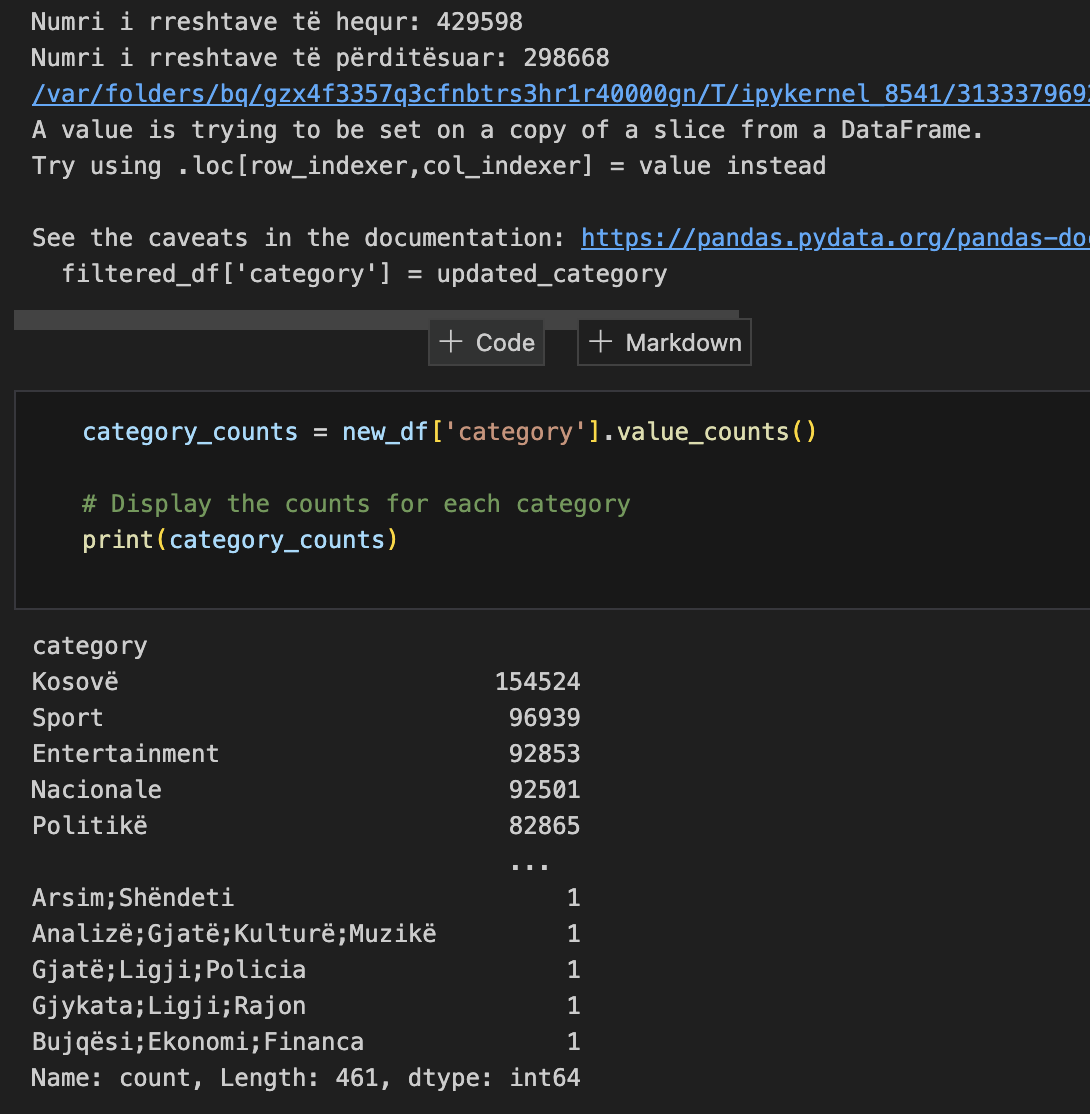 Numri i rreshtave të hequr: 429598
Numri i rreshtave të përditësuar: 298668
/var/folders/bq/gzx4f3357q3cfnbtrs3hr1r40000gn/T/ipykernel_8541/313337969
A value is trying to be set on a copy of a slice from a DataFrame.
Try using .loc[row_indexer,col_indexer] = value instead
See the caveats in the documentation: https://pandas.pydata.org/pandas-do
filtered_df['category'] = updated_category
+ Code + Markdown
category_counts = new_df['category'].value_counts()
# Display the counts for each category
print(category_counts)
category
Kosovë 154524
Sport 96939
Entertainment 92853
Nacionale 92501
Politikë 82865
...
Arsim;Shëndeti 1
Analizë;Gjatë;Kulturë;Muzikë 1
Gjatë;Ligji;Policia 1
Gjykata;Ligji;Rajon 1
Bujqësi;Ekonomi;Financa 1
Name: count, Length: 461, dtype: int64